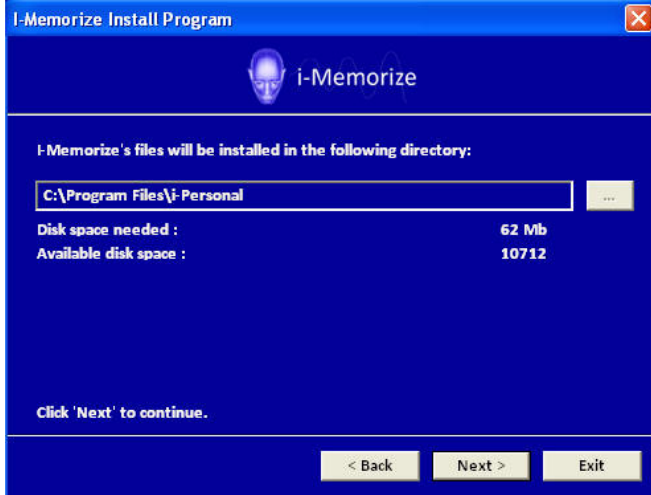 I-Memorize Install Program
i-Memorize
I-Memorize's files will be installed in the following directory:
C:\Program Files\i-Personal
...
Disk space needed : 62 Mb
Available disk space : 10712
Click 'Next' to continue.
< Back Next > Exit